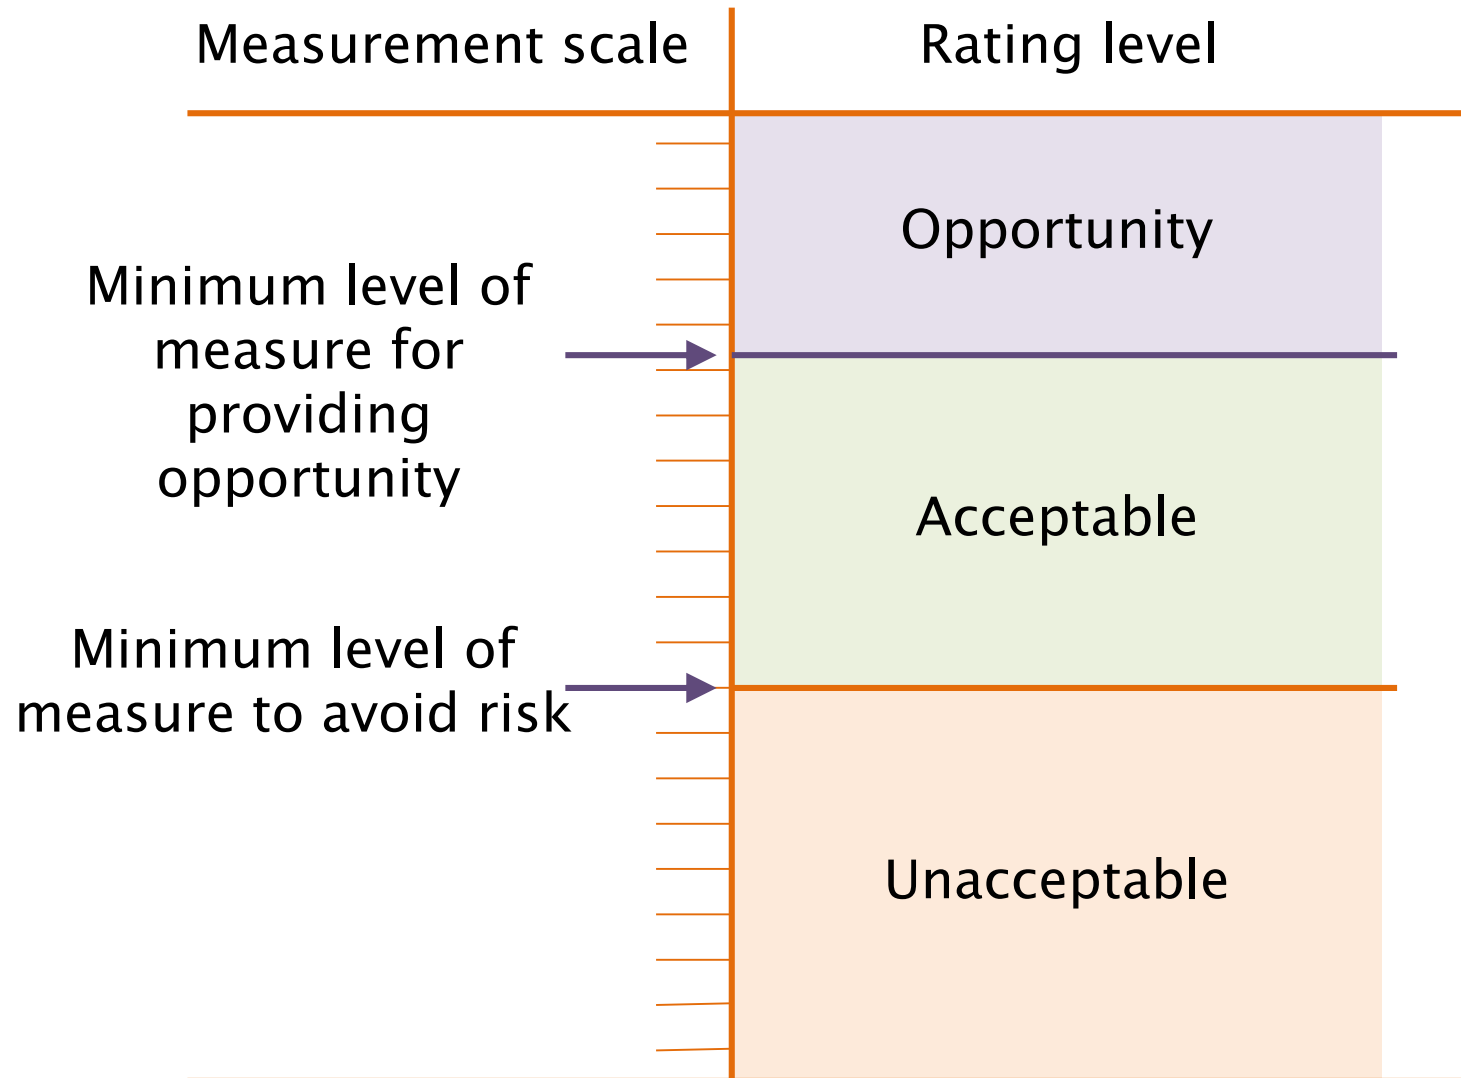 Measurement scale
Rating level
Opportunity
Minimum level of
measure for
providing
opportunity
Acceptable
Minimum level of
measure to avoid risk
Unacceptable